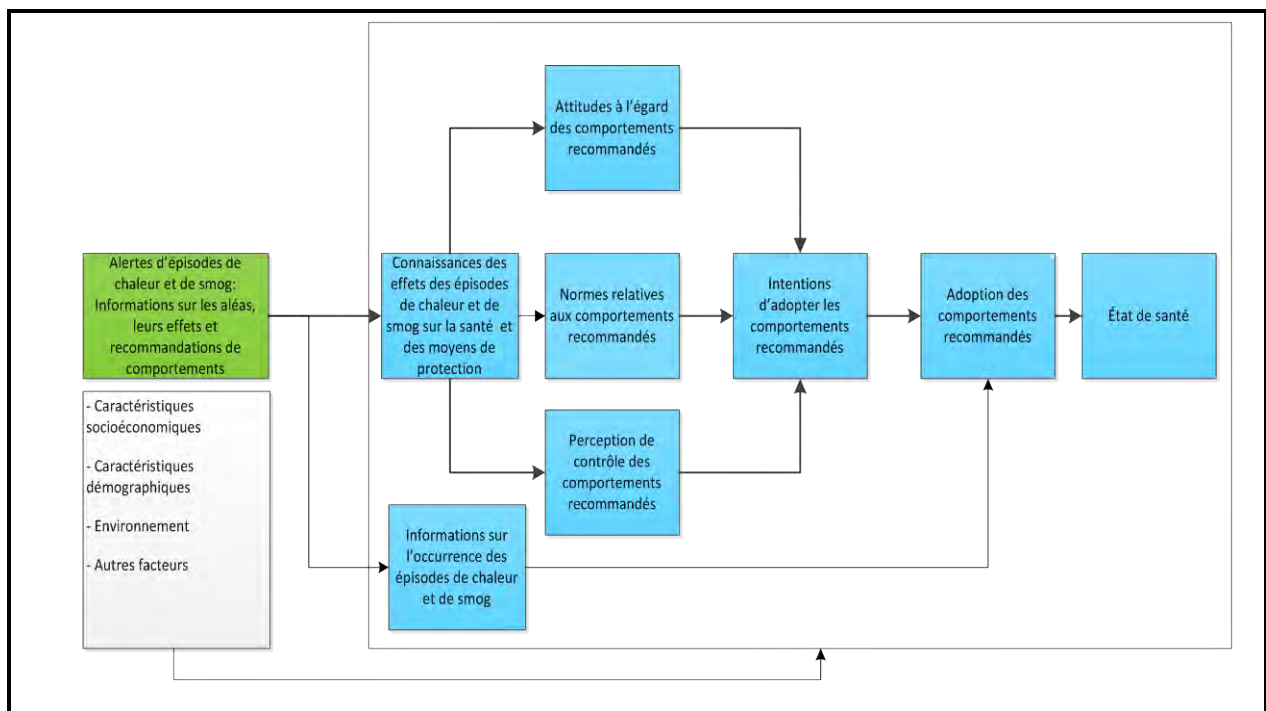 Attitudes à l'égard
des comportements
recommandés
Alertes d'épisodes de
chaleur et de smog:
Informations sur les aléas,
leurs effets et
recommandations de
comportements
Connaissances des
effets des épisodes
de chaleur et de
smog sur la santé et
des moyens de
protection
Normes relatives
aux comportements
recommandés
Intentions
d'adopter les
comportements
recommandés
Adoption des
comportements
recommandés
État de santé
- Caractéristiques
socioéconomiques
- Caractéristiques
démographiques
- Environnement
- Autres facteurs
Perception de
contrôle des
comportements
recommandés
Informations sur
l'occurrence des
épisodes de chaleur
et de smog